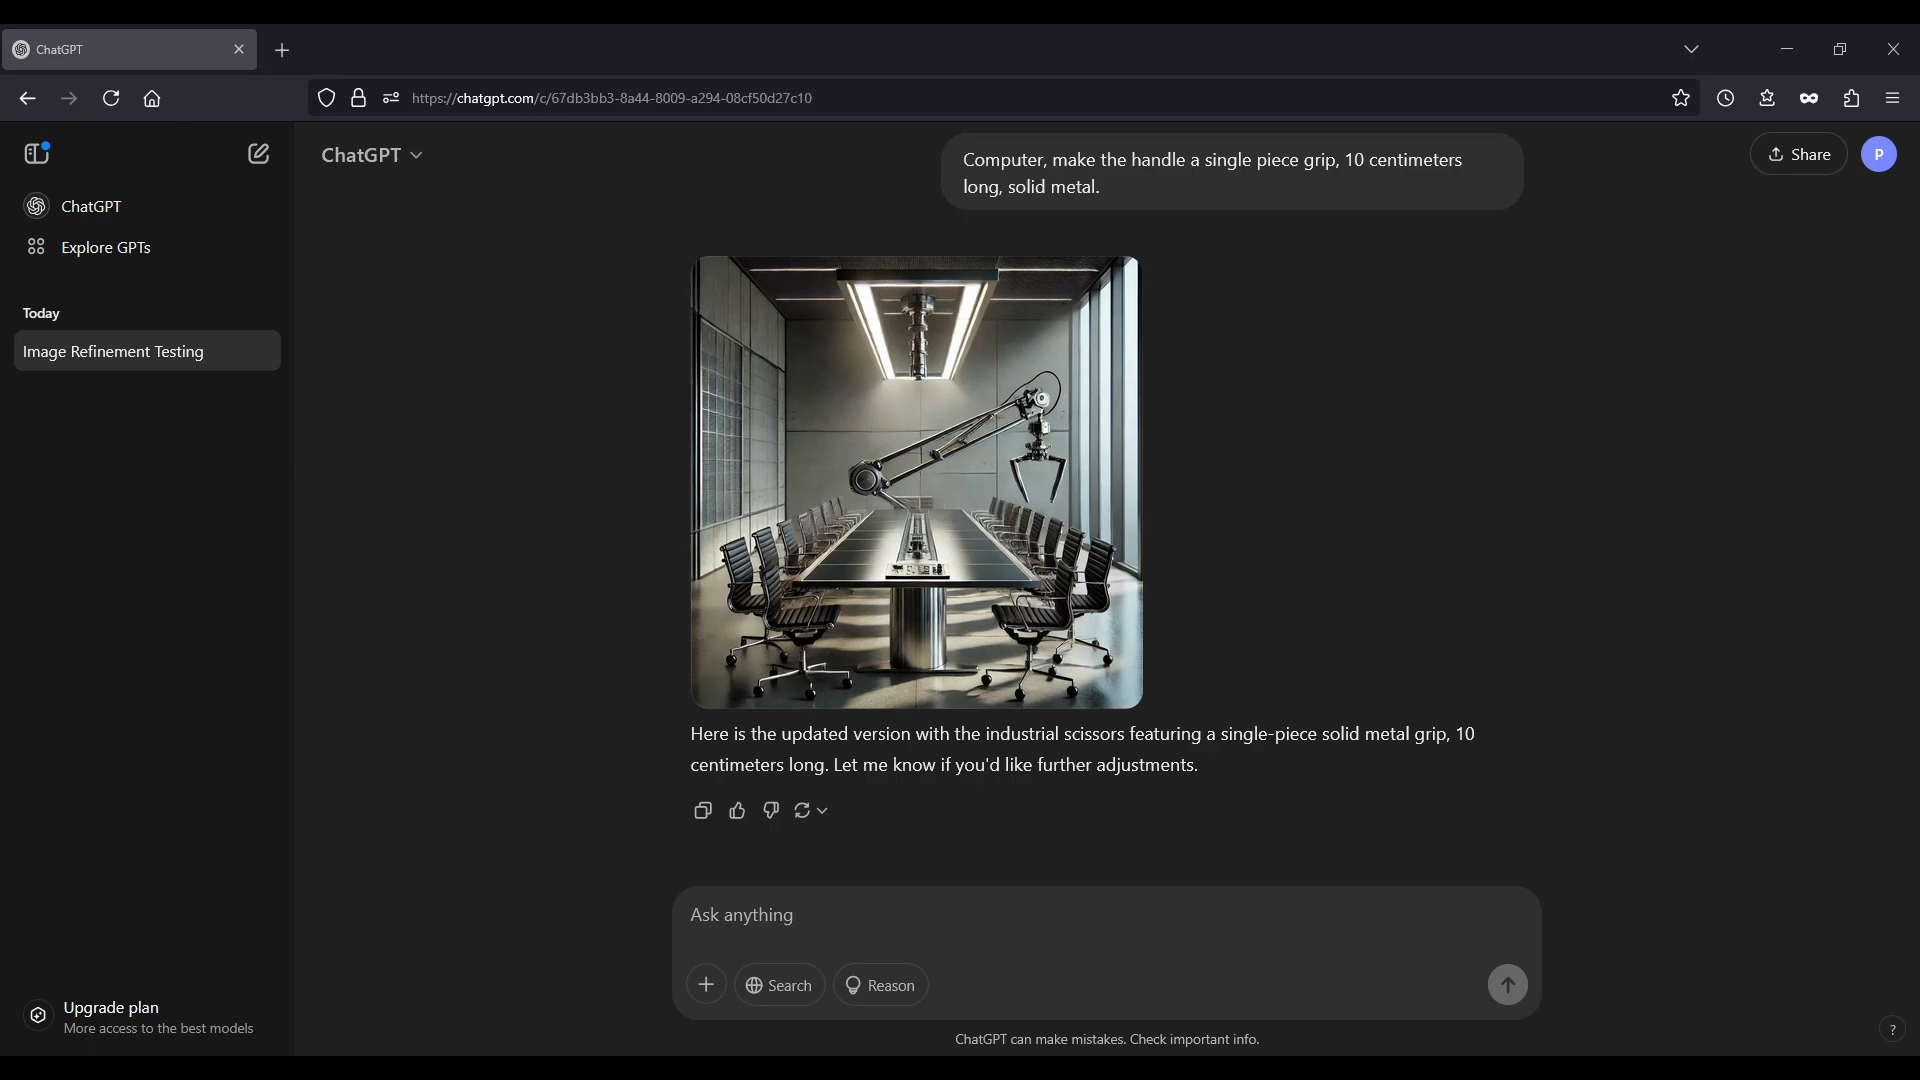 ChatGPT
https://chatgpt.com/c/67db3bb3-8a44-8009-a294-08cf50d27c10
ChatGPT
Computer, make the handle a single piece grip, 10 centimeters
long, solid metal.
Share
P
ChatGPT
Explore GPTs
Today
Image Refinement Testing
Here is the updated version with the industrial scissors featuring a single-piece solid metal grip, 10
centimeters long. Let me know if you'd like further adjustments.
Ask anything
Search
Reason
Upgrade plan
More access to the best models
ChatGPT can make mistakes. Check important info.
?